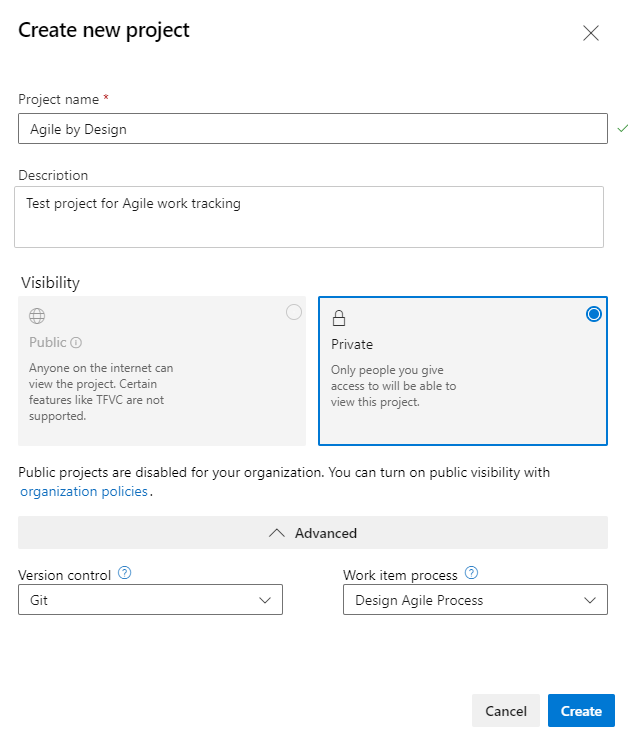 Create new project
Project name *
Agile by Design
Description
Test project for Agile work tracking
Visibility
Public
Anyone on the internet can
view the project. Certain
features like TFVC are not
supported.
Private
Only people you give
access to will be able to
view this project.
Public projects are disabled for your organization. You can turn on public visibility with
organization policies.
Advanced
Version control ?
Git
Work item process ?
Design Agile Process
Cancel
Create